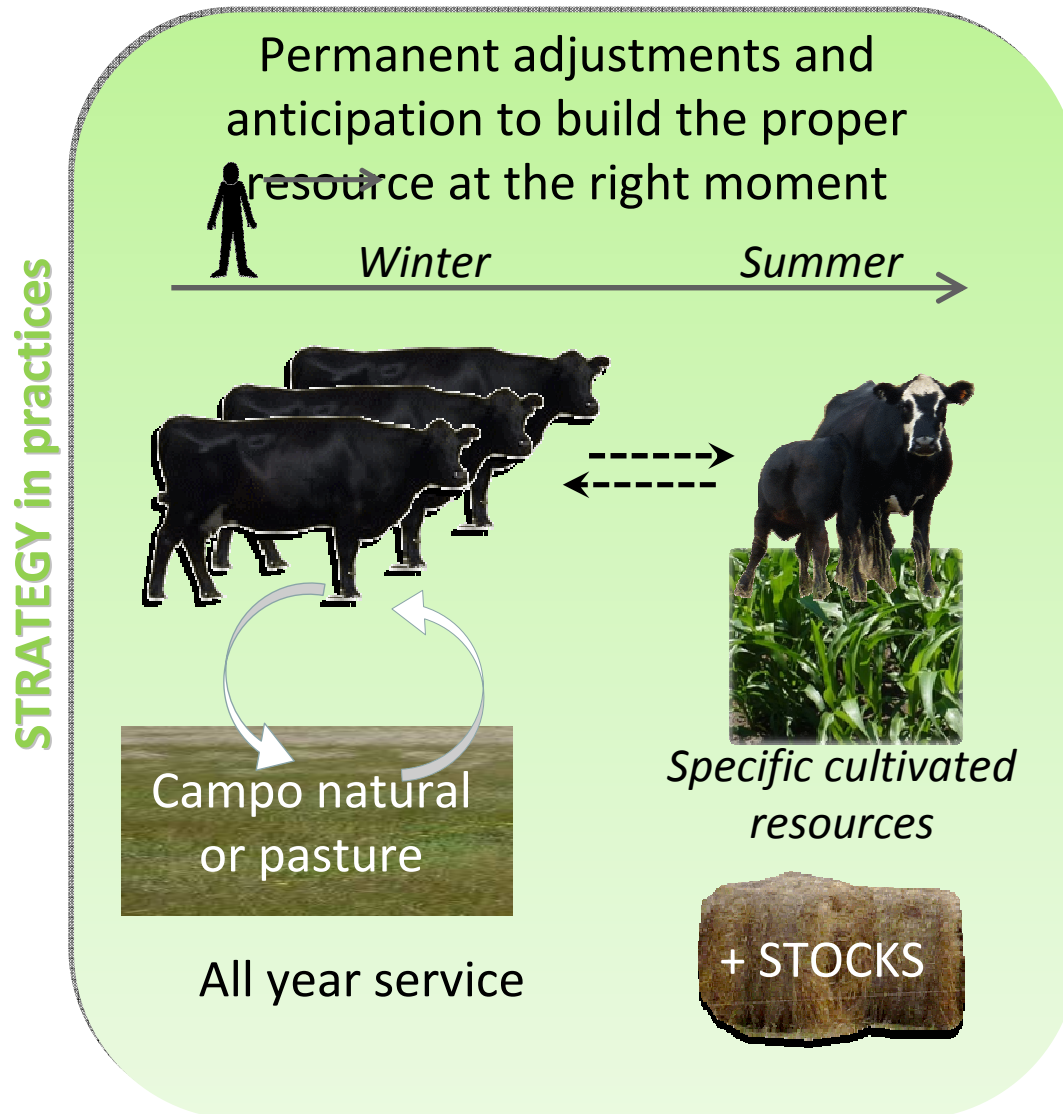 STRATEGY in practices
Permanent adjustments and
anticipation to build the proper
resource at the right moment
Winter
Summer
Campo natural
or pasture
Specific cultivated
resources
+ STOCKS
All year service